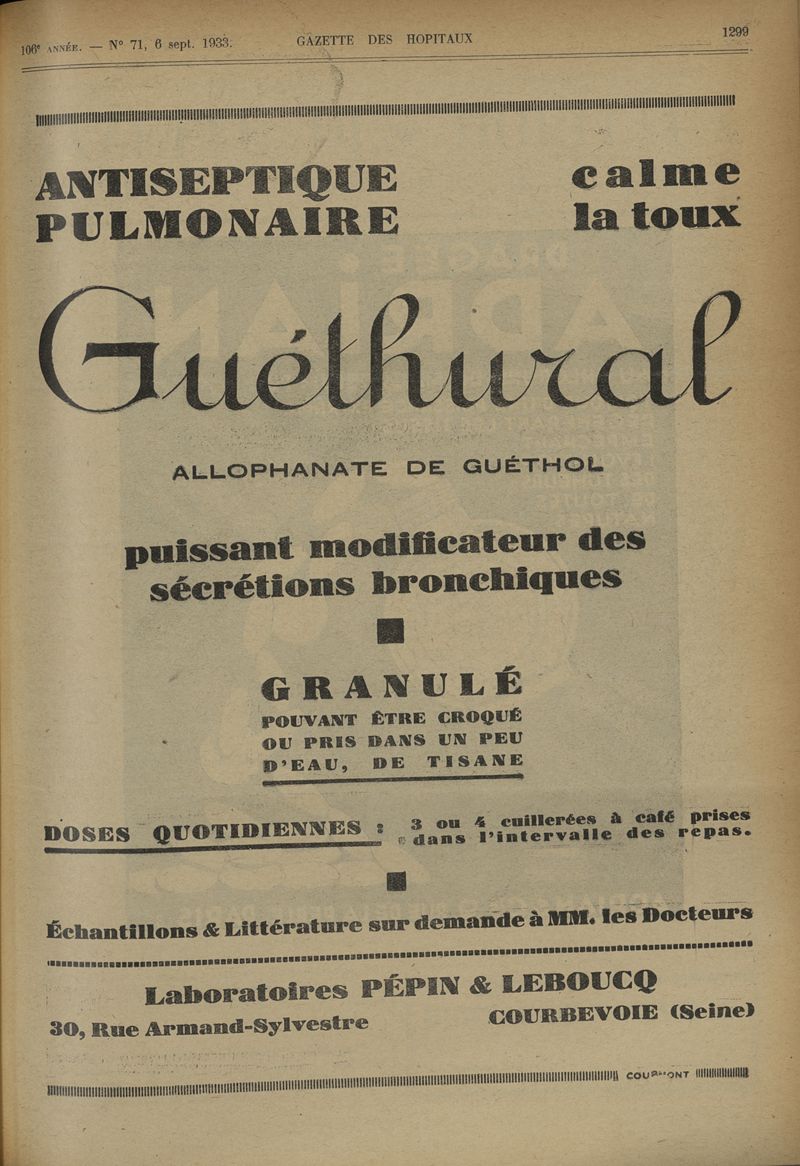 106e ANNÉE. — N° 71, 6 sept. 1933.
GAZETTE DES HOPITAUX
1299
ANTISEPTIQUE
PULMONAIRE
calme
la toux
Guéthural
ALLOPHANATE DE GUÉTHOL
puissant modificateur des
sécrétions bronchiques
GRANULÉ
POUVANT ÊTRE CROQUÉ
OU PRIS DANS UN PEU
D'EAU, DE TISANE
DOSES QUOTIDIENNES :
3 ou 4 cuillerées à café prises
dans l'intervalle des repas.
Échantillons & Littérature sur demande à MM. les Docteurs
Laboratoires PÉPIN & LEBOUCQ
30, Rue Armand-Sylvestre
COURBEVOIE (Seine)